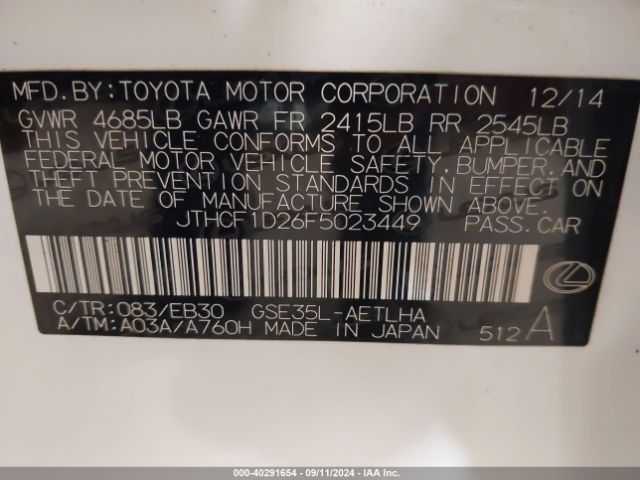 MFD.BY:TOYOTA MOTOR CORPORATION 12/14
GVWR 4685LB GAWR FR 2415LB RR 2545LB
THIS VEHICLE CONFORMS TO ALL APPLICABLE
FEDERAL MOTOR VEHICLE SAFETY,BUMPER,AND
THEFT PREVENTION STANDARDS IN EFFECT ON
THE DATE OF MANUFACTURE SHOWN ABOVE.
JTHCF1D26F5023449 PASS.CAR
C/TR:083/EB30 GSE35L-AETLHA
A/TM:A03A/A760H MADE IN JAPAN 512A
000-40291654 - 09/11/2024 - IAA Inc.